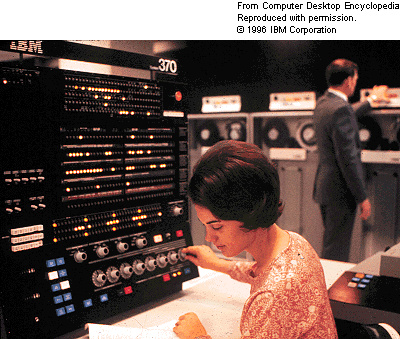 From Computer Desktop Encyclopedia
Reproduced with permission.
© 1996 IBM Corporation
IBM
370